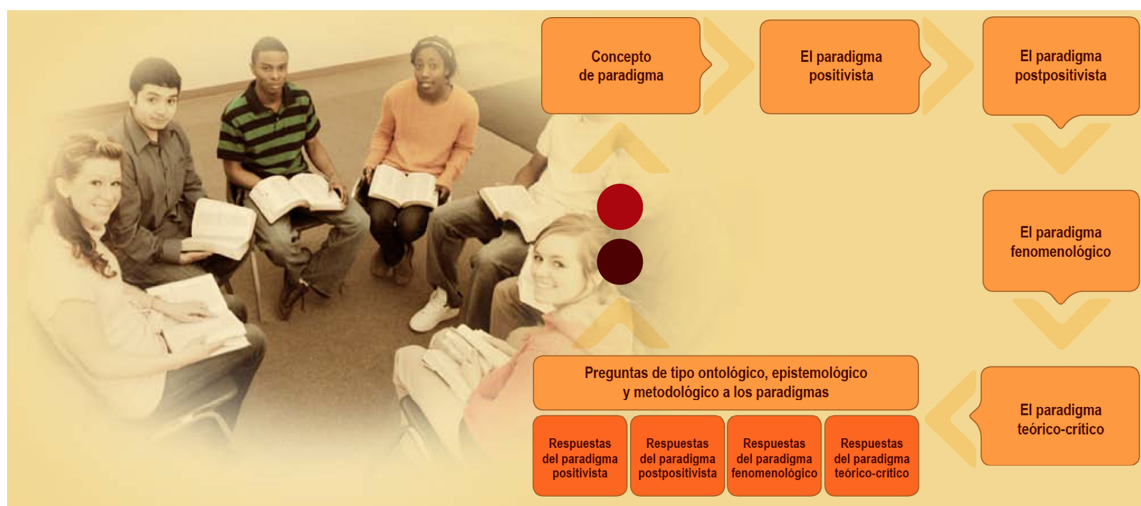 Concepto
de paradigma
El paradigma
positivista
El paradigma
postpositivista
El paradigma
fenomenológico
El paradigma
teórico-crítico
Preguntas de tipo ontológico, epistemológico
y metodológico a los paradigmas
Respuestas
del paradigma
positivista
Respuestas
del paradigma
postpositivista
Respuestas
del paradigma
fenomenológico
Respuestas
del paradigma
teórico-crítico